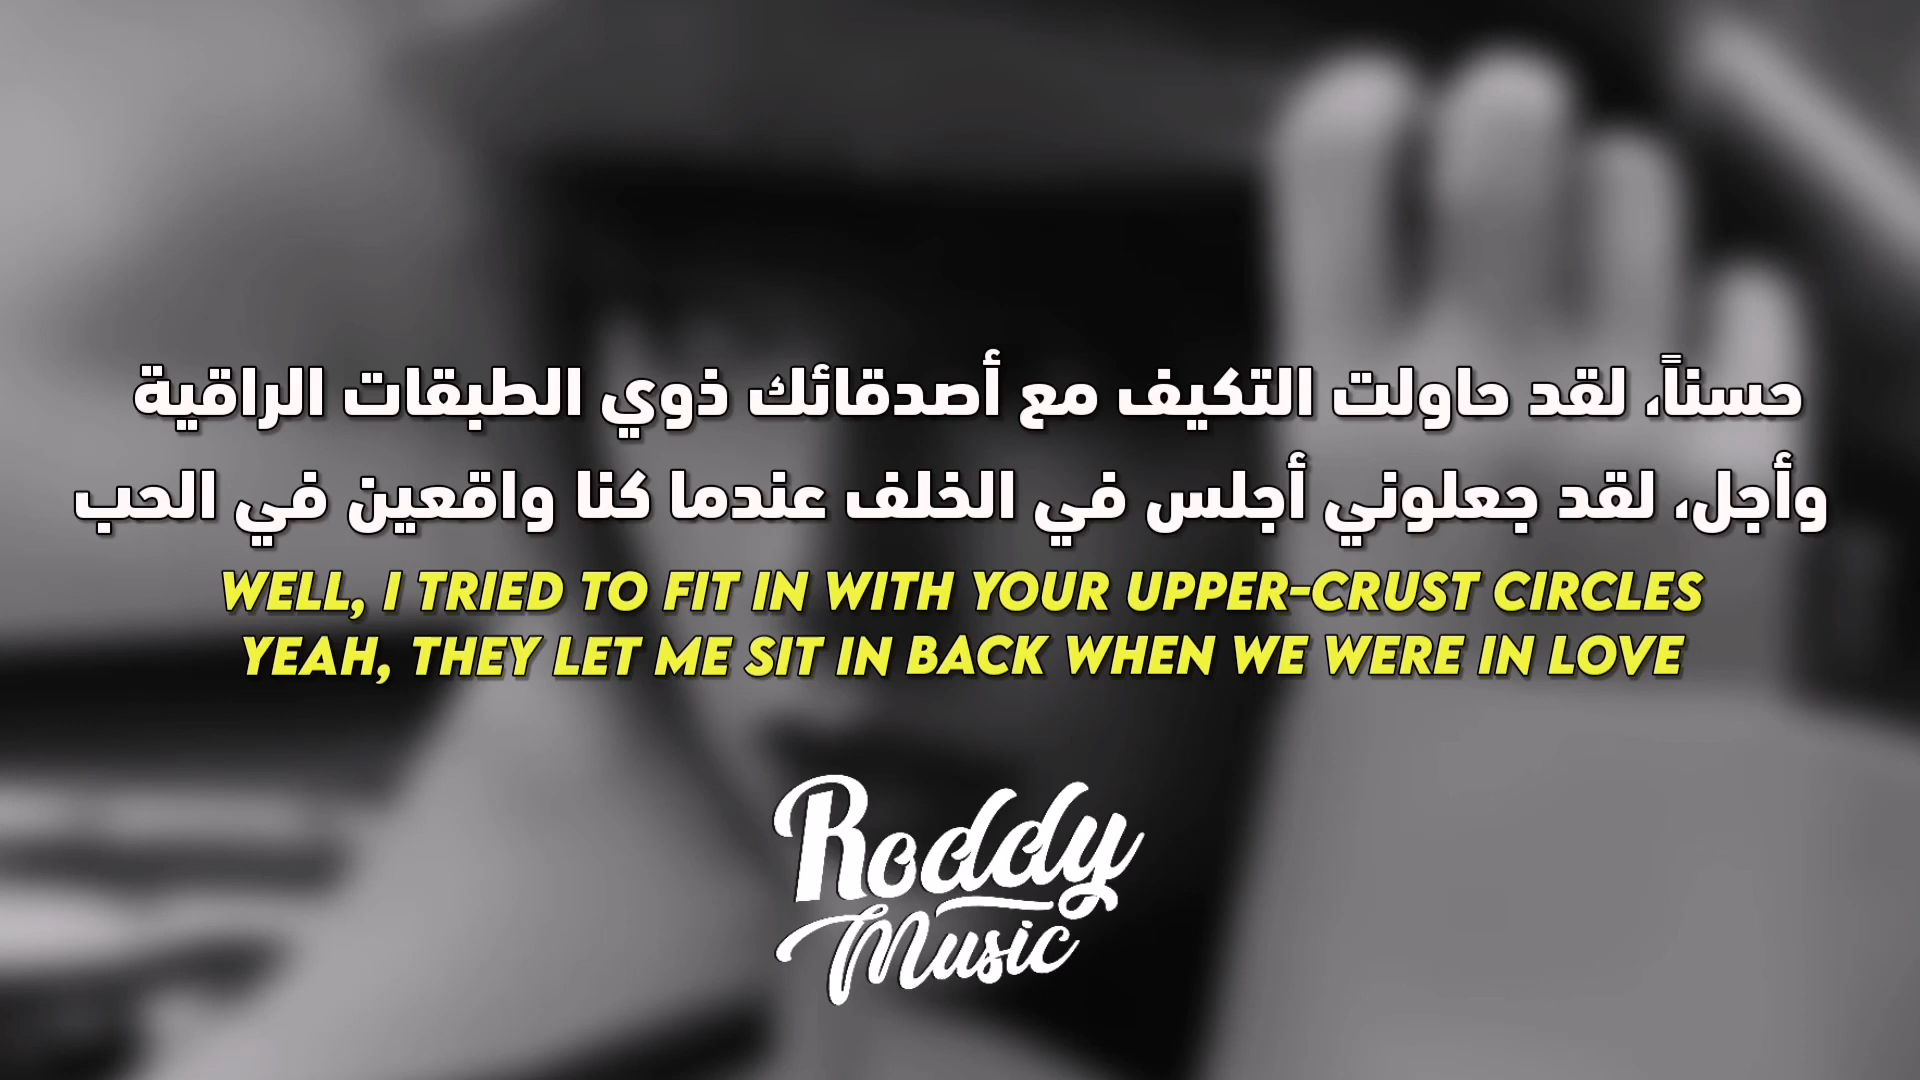 حسناً، لقد حاولت التكيف مع أصدقائك ذوي الطبقات الراقية
وأجل، لقد جعلوني أجلس في الخلف عندما كنا واقعين في الحب
WELL, I TRIED TO FIT IN WITH YOUR UPPER-CRUST CIRCLES
YEAH, THEY LET ME SIT IN BACK WHEN WE WERE IN LOVE
Roddy
Music